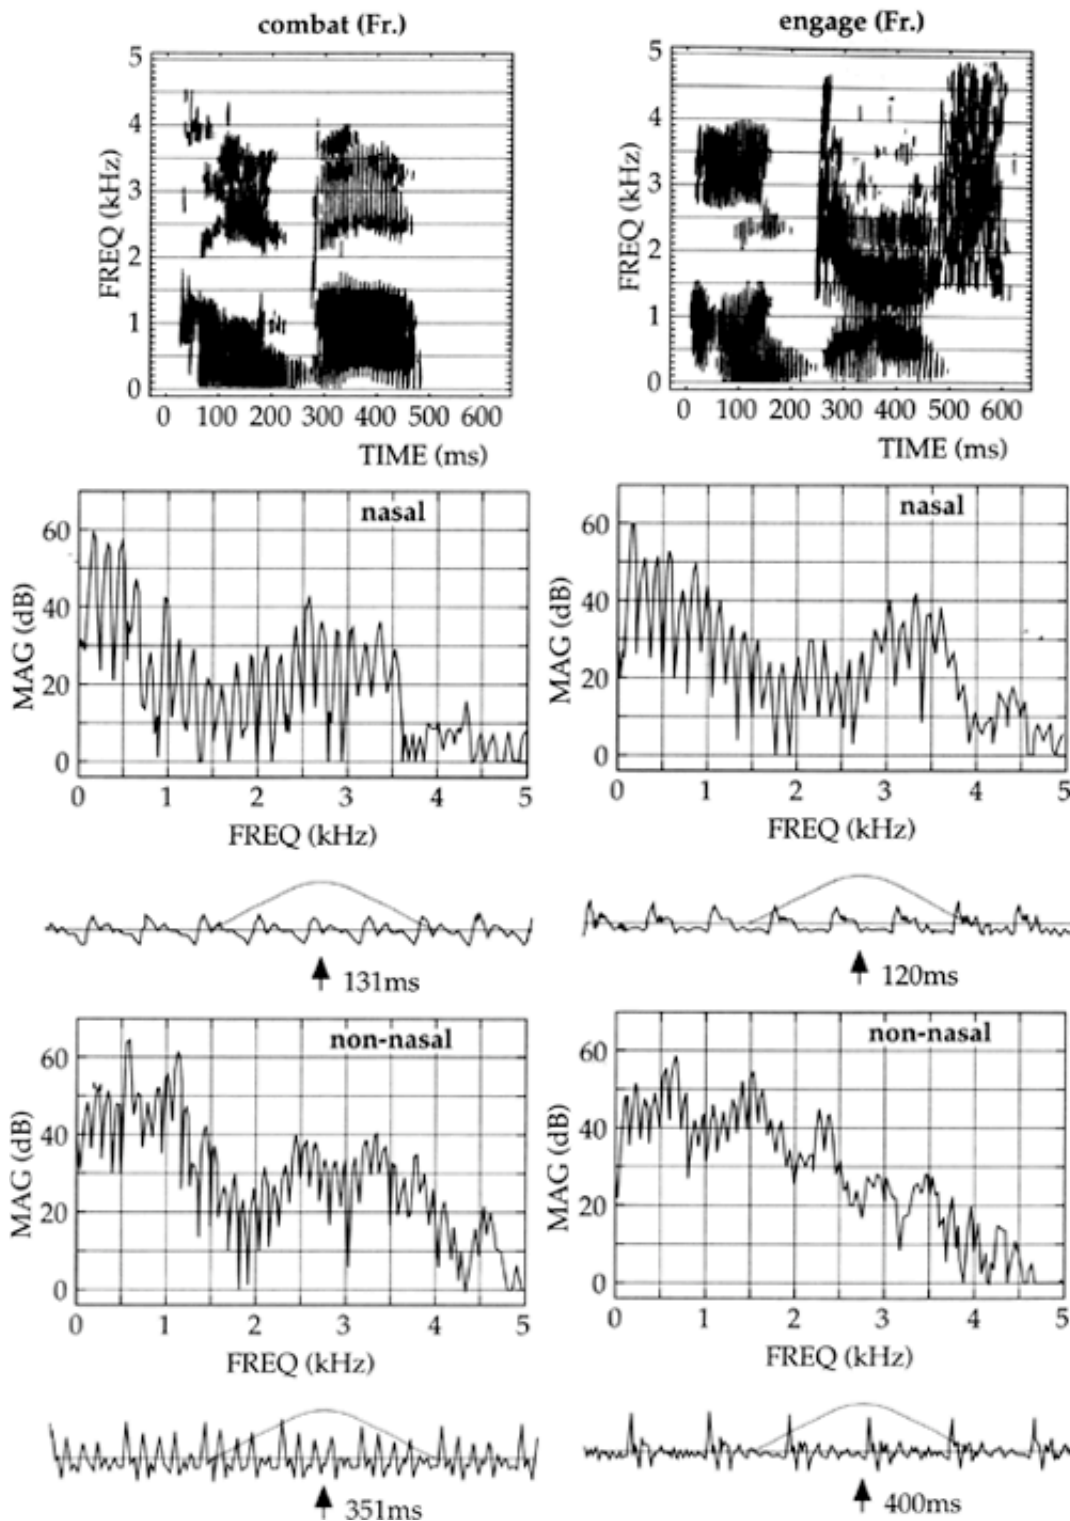 combat (Fr.)
5
4
3
2
1
0
FREQ (kHz)
0 100 200 300 400 500 600
TIME (ms)
engage (Fr.)
5
4
3
2
1
0
FREQ (kHz)
0 100 200 300 400 500 600
TIME (ms)
nasal
60
40
20
0
MAG (dB)
0 1 2 3 4 5
FREQ (kHz)
131ms
nasal
60
40
20
0
MAG (dB)
0 1 2 3 4 5
FREQ (kHz)
120ms
non-nasal
60
40
20
0
MAG (dB)
0 1 2 3 4 5
FREQ (kHz)
351ms
non-nasal
60
40
20
0
MAG (dB)
0 1 2 3 4 5
FREQ (kHz)
400ms